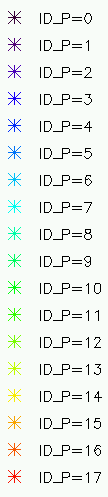 ID_P=0
ID_P=1
ID_P=2
ID_P=3
ID_P=4
ID_P=5
ID_P=6
ID_P=7
ID_P=8
ID_P=9
ID_P=10
ID_P=11
ID_P=12
ID_P=13
ID_P=14
ID_P=15
ID_P=16
ID_P=17